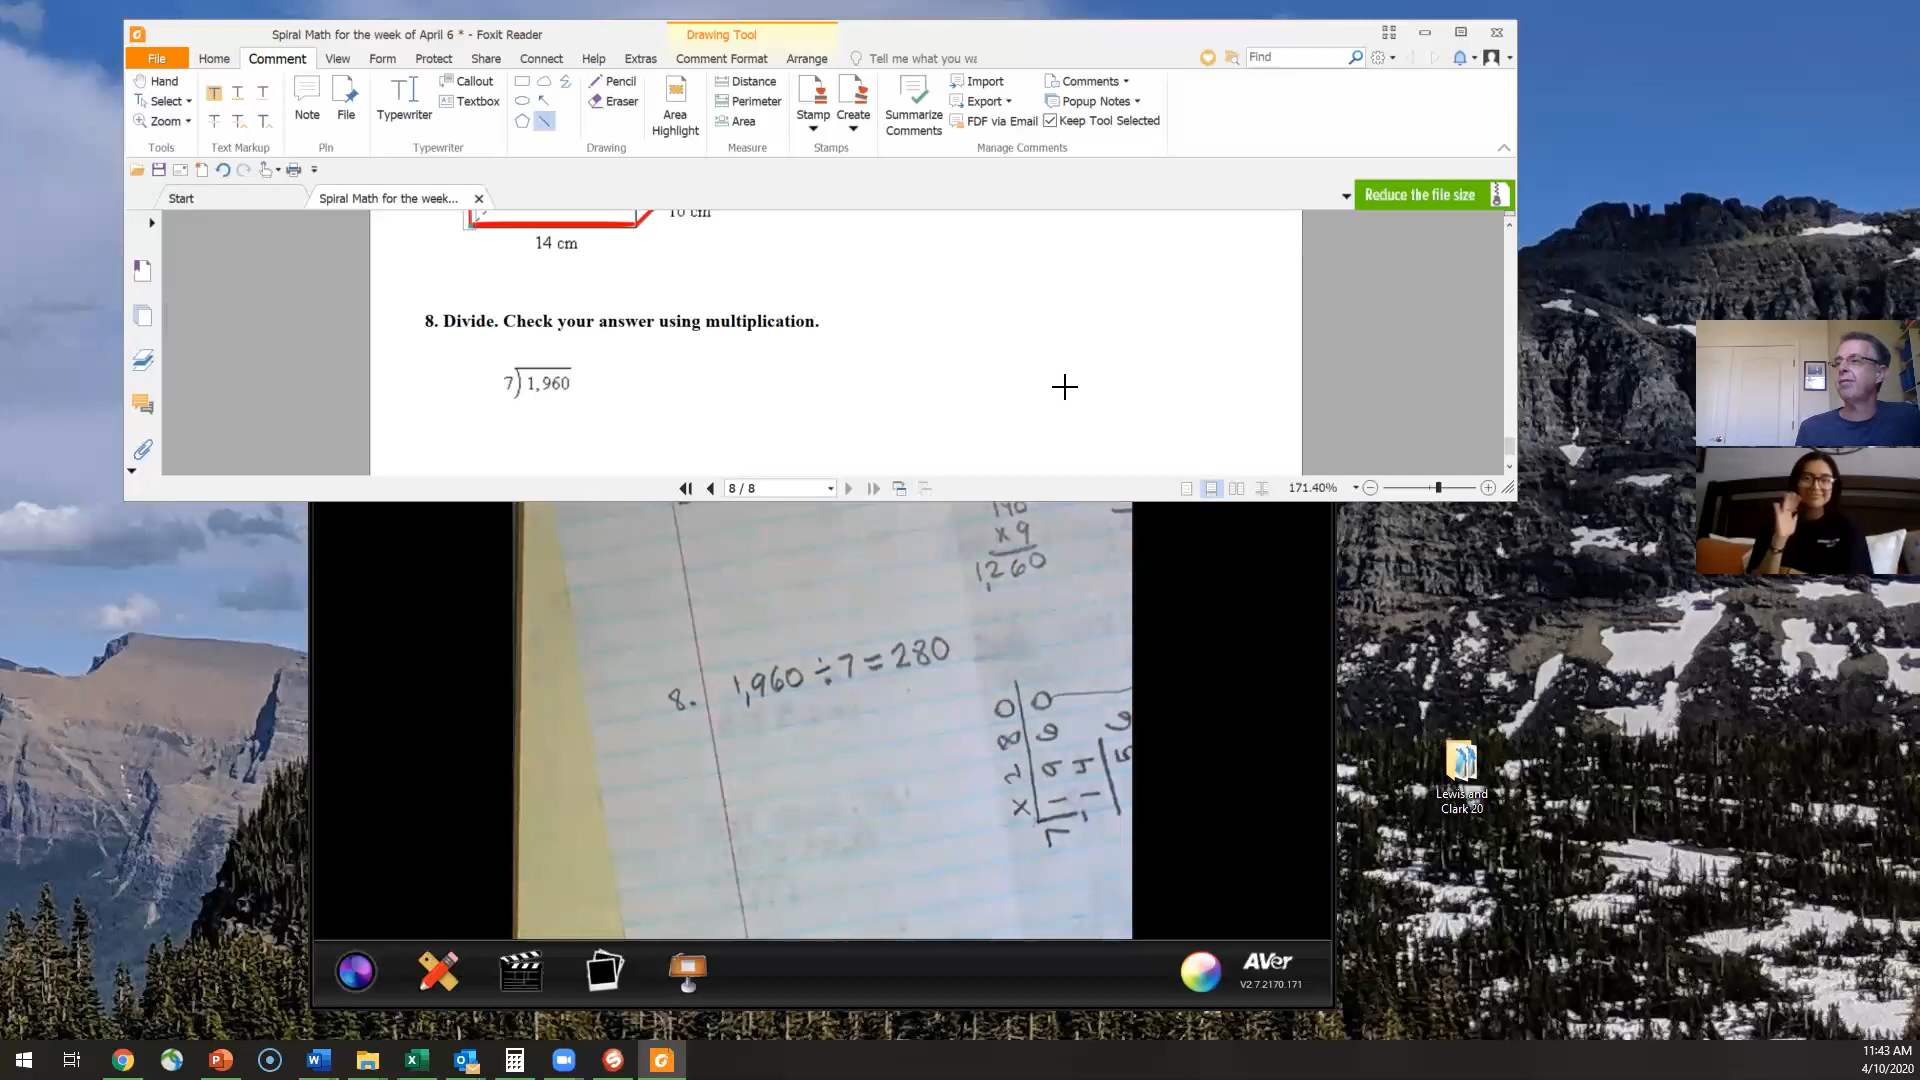 Spiral Math for the week of April 6 * - Foxit Reader
Drawing Tool
File Home Comment View Form Protect Share Connect Help Extras Comment Format Arrange Tell me what you wa
Find
Hand
Select
Zoom
Tools
Text Markup
Note
File
Pin
Typewriter
Callout
Textbox
Typewriter
Pencil
Eraser
Drawing
Area Highlight
Distance
Perimeter
Area
Measure
Stamp
Create
Stamps
Summarize Comments
Import
Export
FDF via Email
Comments
Popup Notes
Keep Tool Selected
Manage Comments
Start
Spiral Math for the week...
Reduce the file size
14 cm
8. Divide. Check your answer using multiplication.
7) 1,960
8 / 8
171.40%
140
x 9
1,260
8. 1,960 ÷ 7 = 280
AVer
V2.7.2170.171
Lewis and
Clark 20
11:43 AM
4/10/2020